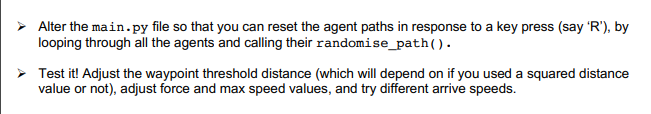 ➢ Alter the main.py file so that you can reset the agent paths in response to a key press (say ‘R’), by
looping through all the agents and calling their randomise_path().
➢ Test it! Adjust the waypoint threshold distance (which will depend on if you used a squared distance
value or not), adjust force and max speed values, and try different arrive speeds.